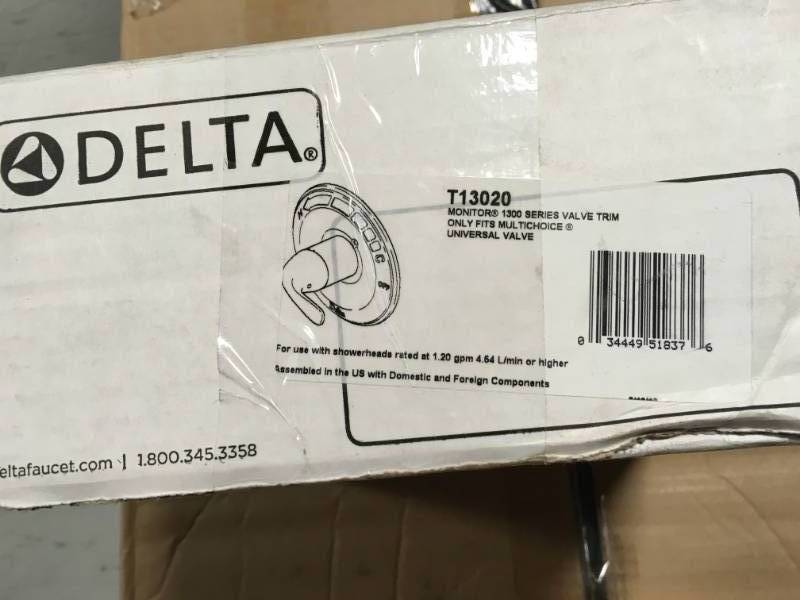 DELTA®
T13020
MONITOR® 1300 SERIES VALVE TRIM
ONLY FITS MULTICHOICE ®
UNIVERSAL VALVE
0 34449 51837 6
For use with showerheads rated at 1.20 gpm 4.64 L/min or higher
Assembled in the US with Domestic and Foreign Components
eltafaucet.com | 1.800.345.3358